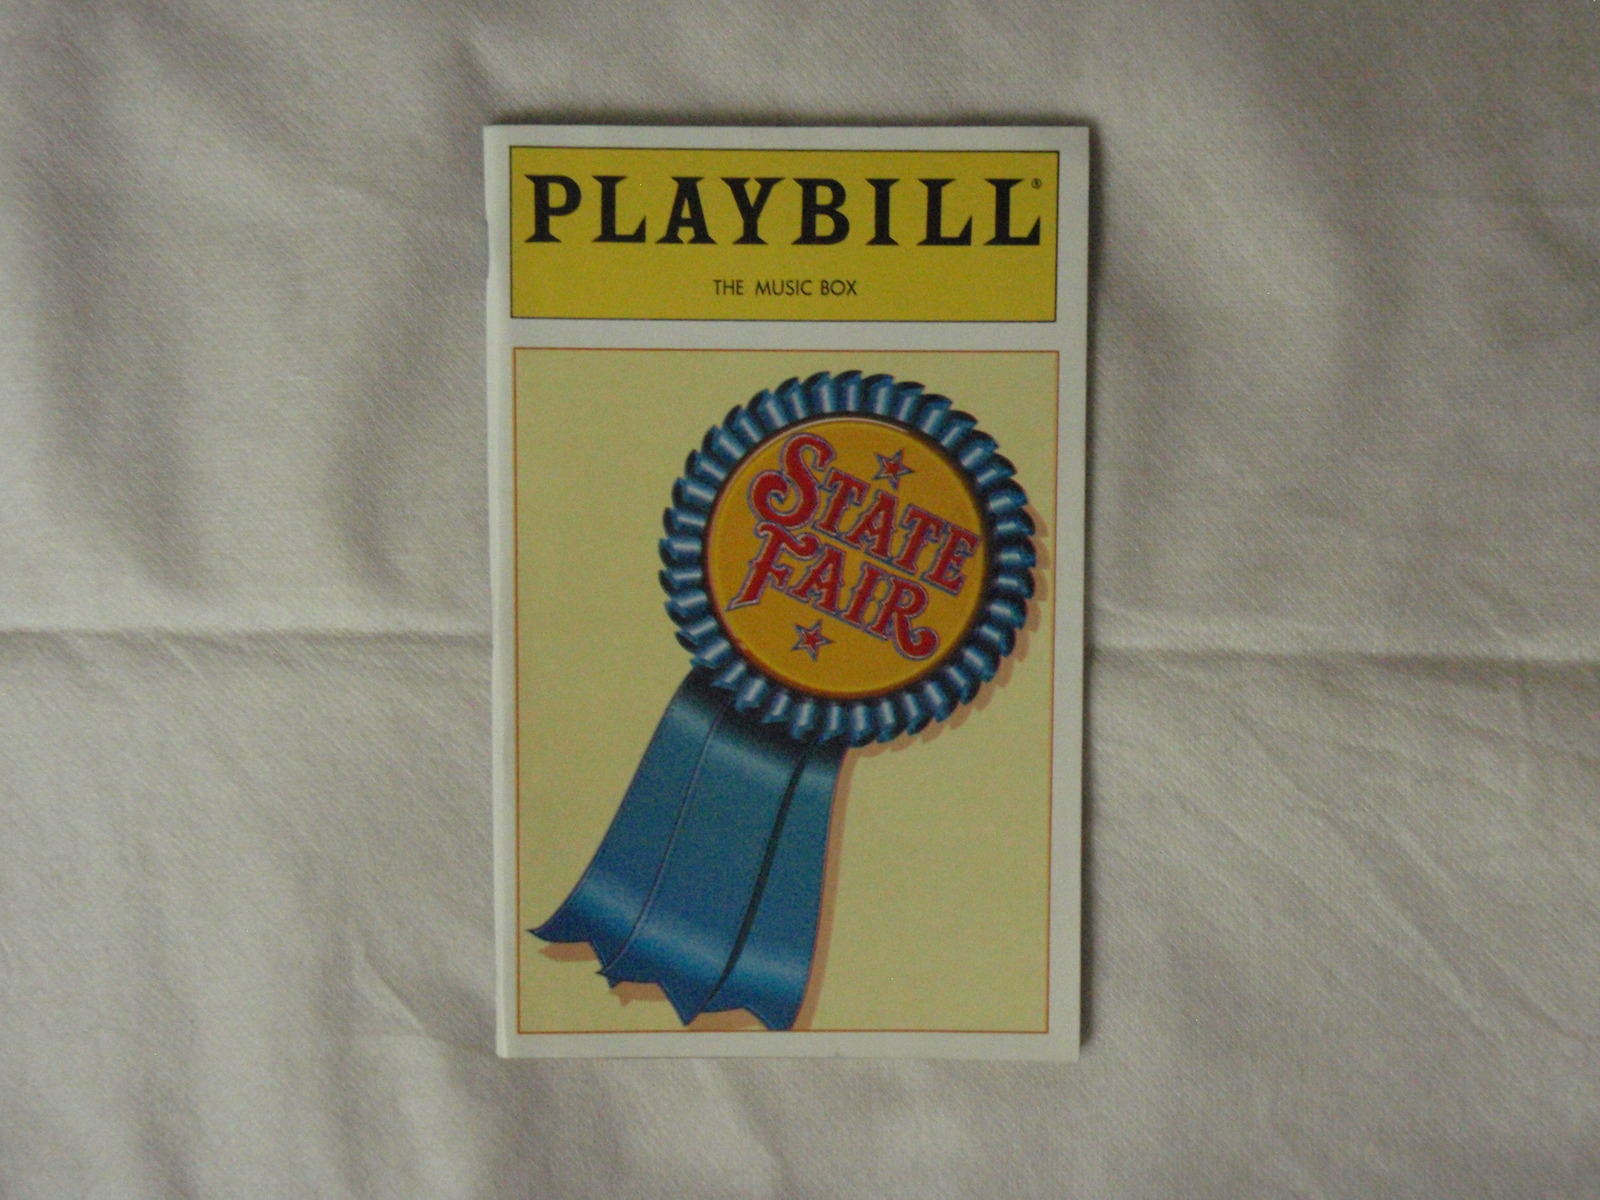 PLAYBILL®
THE MUSIC BOX
STATE
FAIR